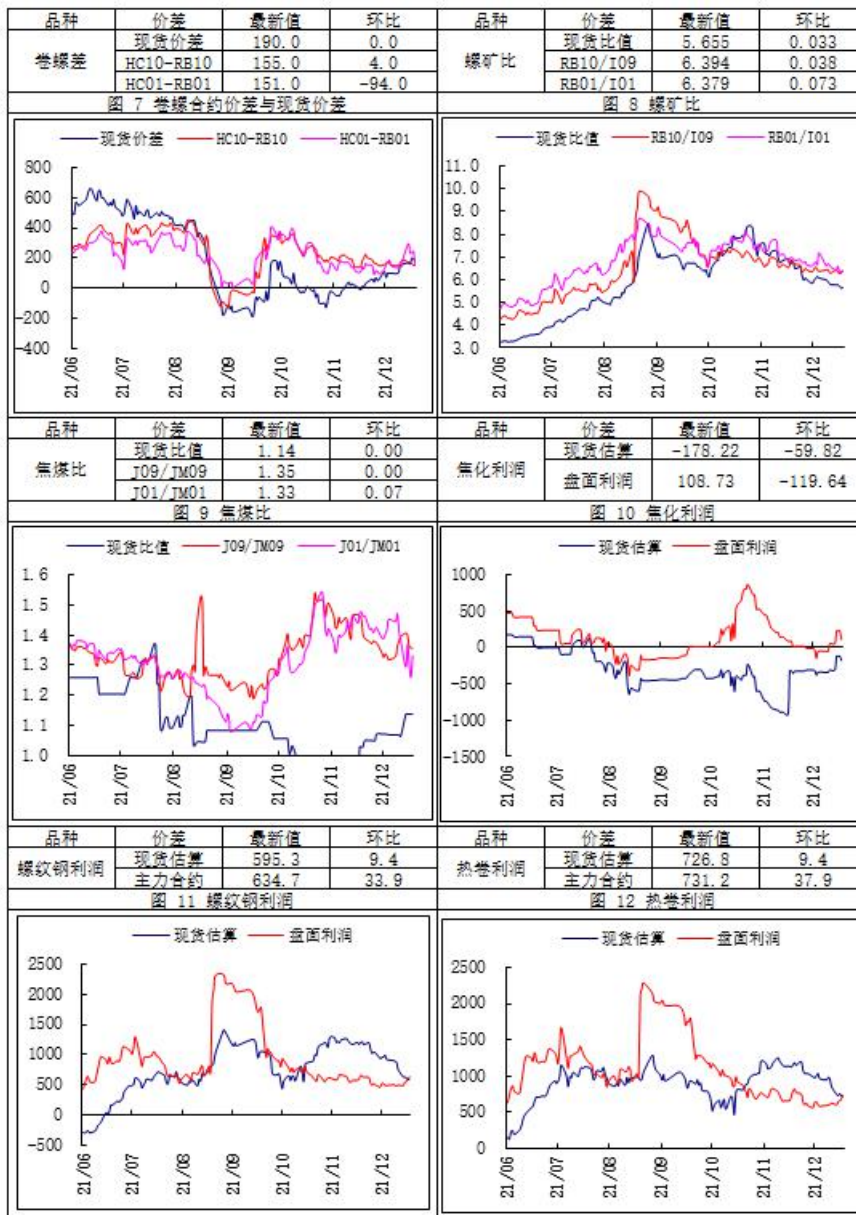 品种 价差 最新值 环比 品种 价差 最新值 环比
卷螺差 现货价差 190.0 0.0 螺矿比 现货比值 5.655 0.033
HC10-RB10 155.0 4.0 RB10/I09 6.394 0.038
HC01-RB01 151.0 -94.0 RB01/I01 6.379 0.073
图 7 卷螺合约价差与现货价差 图 8 螺矿比
现货价差 HC10-RB10 HC01-RB01
800
600
400
200
0
-200
-400
21/06 21/07 21/08 21/09 21/10 21/11 21/12
现货比值 RB10/I09 RB01/I01
11.0
10.0
9.0
8.0
7.0
6.0
5.0
4.0
3.0
21/06 21/07 21/08 21/09 21/10 21/11 21/12
品种 价差 最新值 环比 品种 价差 最新值 环比
焦煤比 现货比值 1.14 0.00 焦化利润 现货估算 -178.22 -59.82
J09/JM09 1.35 0.00 盘面利润 108.73 -119.64
J01/JM01 1.33 0.07
图 9 焦煤比 图 10 焦化利润
现货比值 J09/JM09 J01/JM01
1.6
1.5
1.4
1.3
1.2
1.1
1.0
21/06 21/07 21/08 21/09 21/10 21/11 21/12
现货估算 盘面利润
1000
500
0
-500
-1000
-1500
21/06 21/07 21/08 21/09 21/10 21/11 21/12
品种 价差 最新值 环比 品种 价差 最新值 环比
螺纹钢利润 现货估算 595.3 9.4 热卷利润 现货估算 726.8 9.4
主力合约 634.7 33.9 主力合约 731.2 37.9
图 11 螺纹钢利润 图 12 热卷利润
现货估算 盘面利润
2500
2000
1500
1000
500
0
-500
21/06 21/07 21/08 21/09 21/10 21/11 21/12
现货估算 盘面利润
2500
2000
1500
1000
500
0
21/06 21/07 21/08 21/09 21/10 21/11 21/12